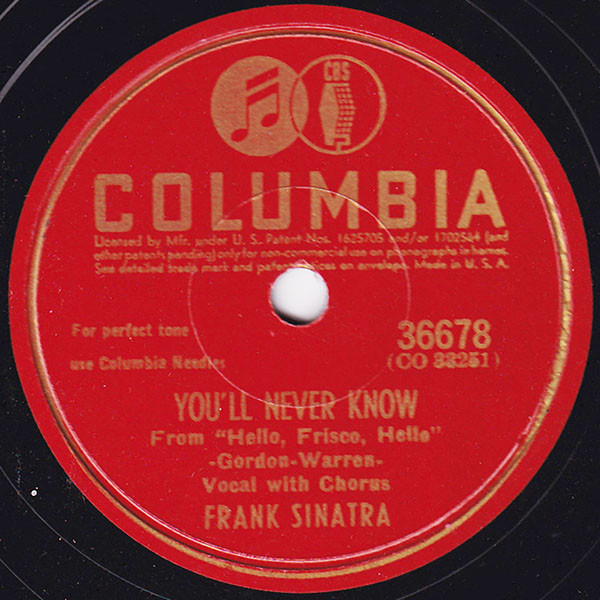 CBS
COLUMBIA
Licensed by Mfr. under U. S. Patent Nos. 1625705 and/or 1702564 (and
other patents pending) only for non-commercial use on phonographs in homes.
See detailed trade mark and patent notices on envelope. Made in U. S. A.
For perfect tone
use Columbia Needles
36678
(CO 33251)
YOU'LL NEVER KNOW
From "Hello, Frisco, Hello"
-Gordon-Warren-
Vocal with Chorus
FRANK SINATRA